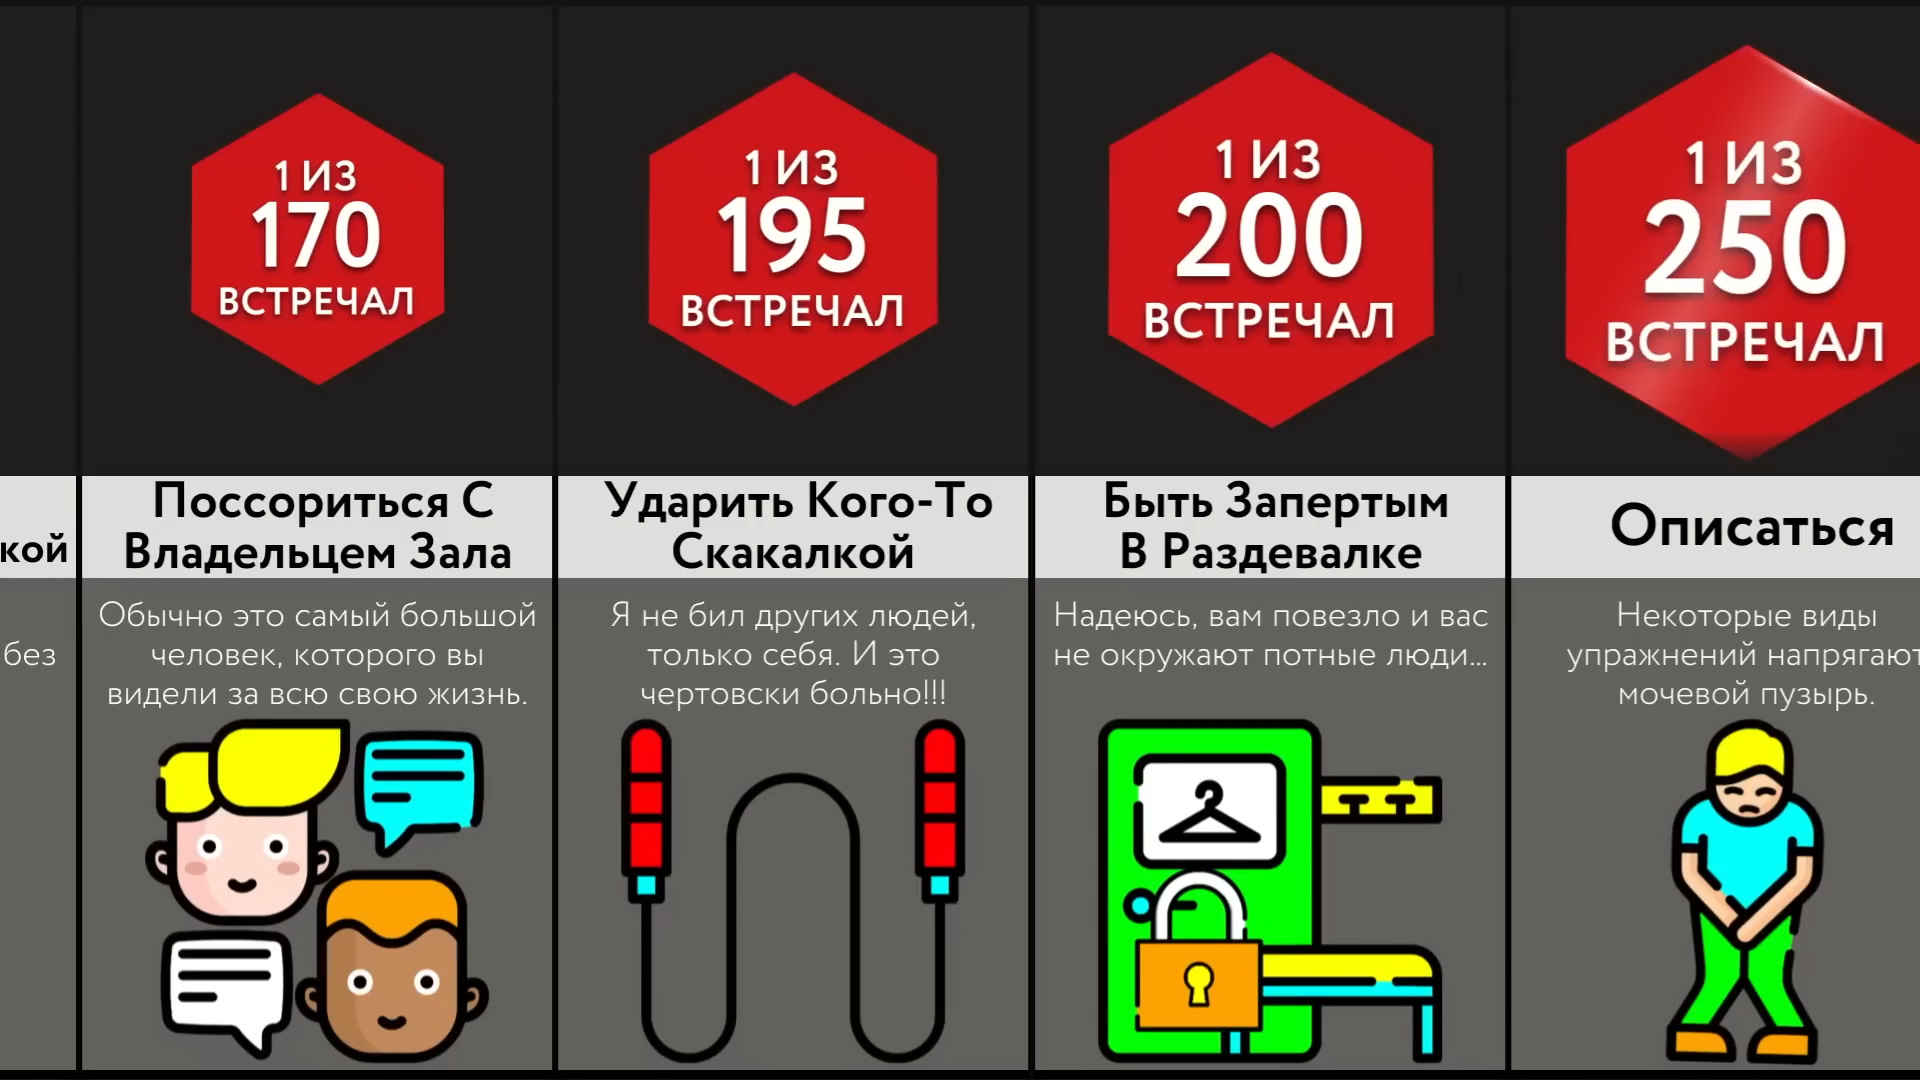 кой
без
1 ИЗ
170
ВСТРЕЧАЛ
Поссориться С
Владельцем Зала
Обычно это самый большой
человек, которого вы
видели за всю свою жизнь.
1 ИЗ
195
ВСТРЕЧАЛ
Ударить Кого-То
Скакалкой
Я не бил других людей,
только себя. И это
чертовски больно!!!
1 ИЗ
200
ВСТРЕЧАЛ
Быть Запертым
В Раздевалке
Надеюсь, вам повезло и вас
не окружают потные люди...
1 ИЗ
250
ВСТРЕЧАЛ
Описаться
Некоторые виды
упражнений напрягают
мочевой пузырь.